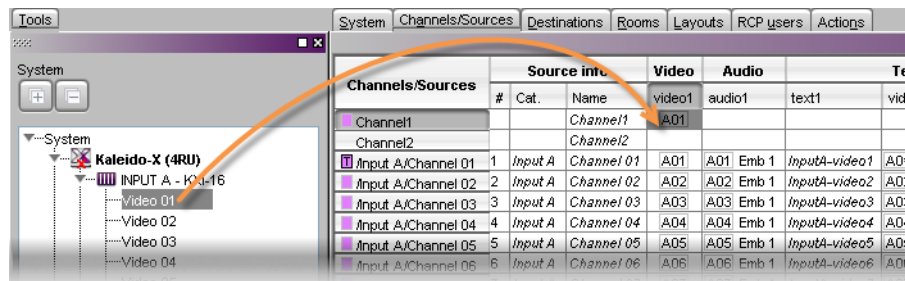 Tools
System Channels/Sources Destinations Rooms Layouts RCP users Actions
System
System
Kaleido-X (4RU)
INPUT A - KXI-16
Video 01
Video 02
Video 03
Video 04
Channels/Sources Source info Video Audio Te
# Cat. Name video1 audio1 text1 vid
Channel1 Channel1 A01
Channel2 Channel2
/Input A/Channel 01 1 Input A Channel 01 A01 A01 Emb 1 InputA-video1
/Input A/Channel 02 2 Input A Channel 02 A02 A02 Emb 1 InputA-video2
/Input A/Channel 03 3 Input A Channel 03 A03 A03 Emb 1 InputA-video3
/Input A/Channel 04 4 Input A Channel 04 A04 A04 Emb 1 InputA-video4
/Input A/Channel 05 5 Input A Channel 05 A05 A05 Emb 1 InputA-video5
/Input A/Channel 06 6 Input A Channel 06 A06 A06 Emb 1 InputA-video6